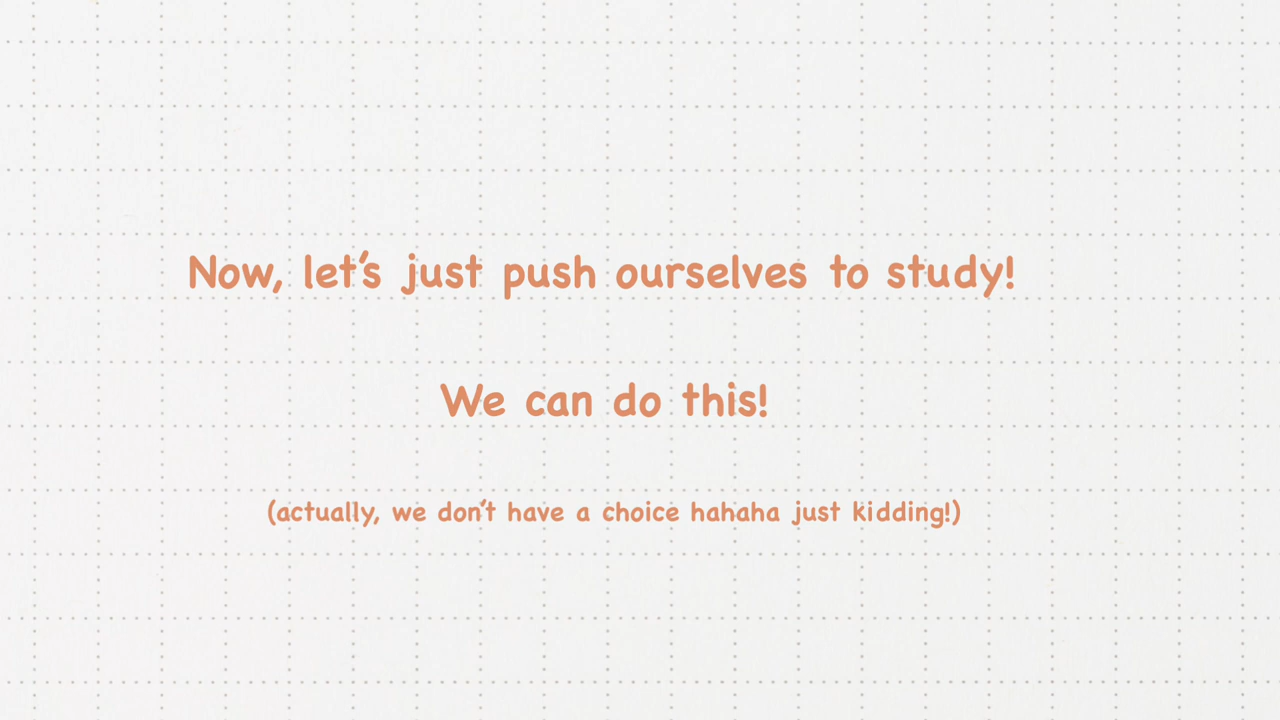 Now, let's just push ourselves to study!
We can do this!
(actually, we don't have a choice hahaha just kidding!)